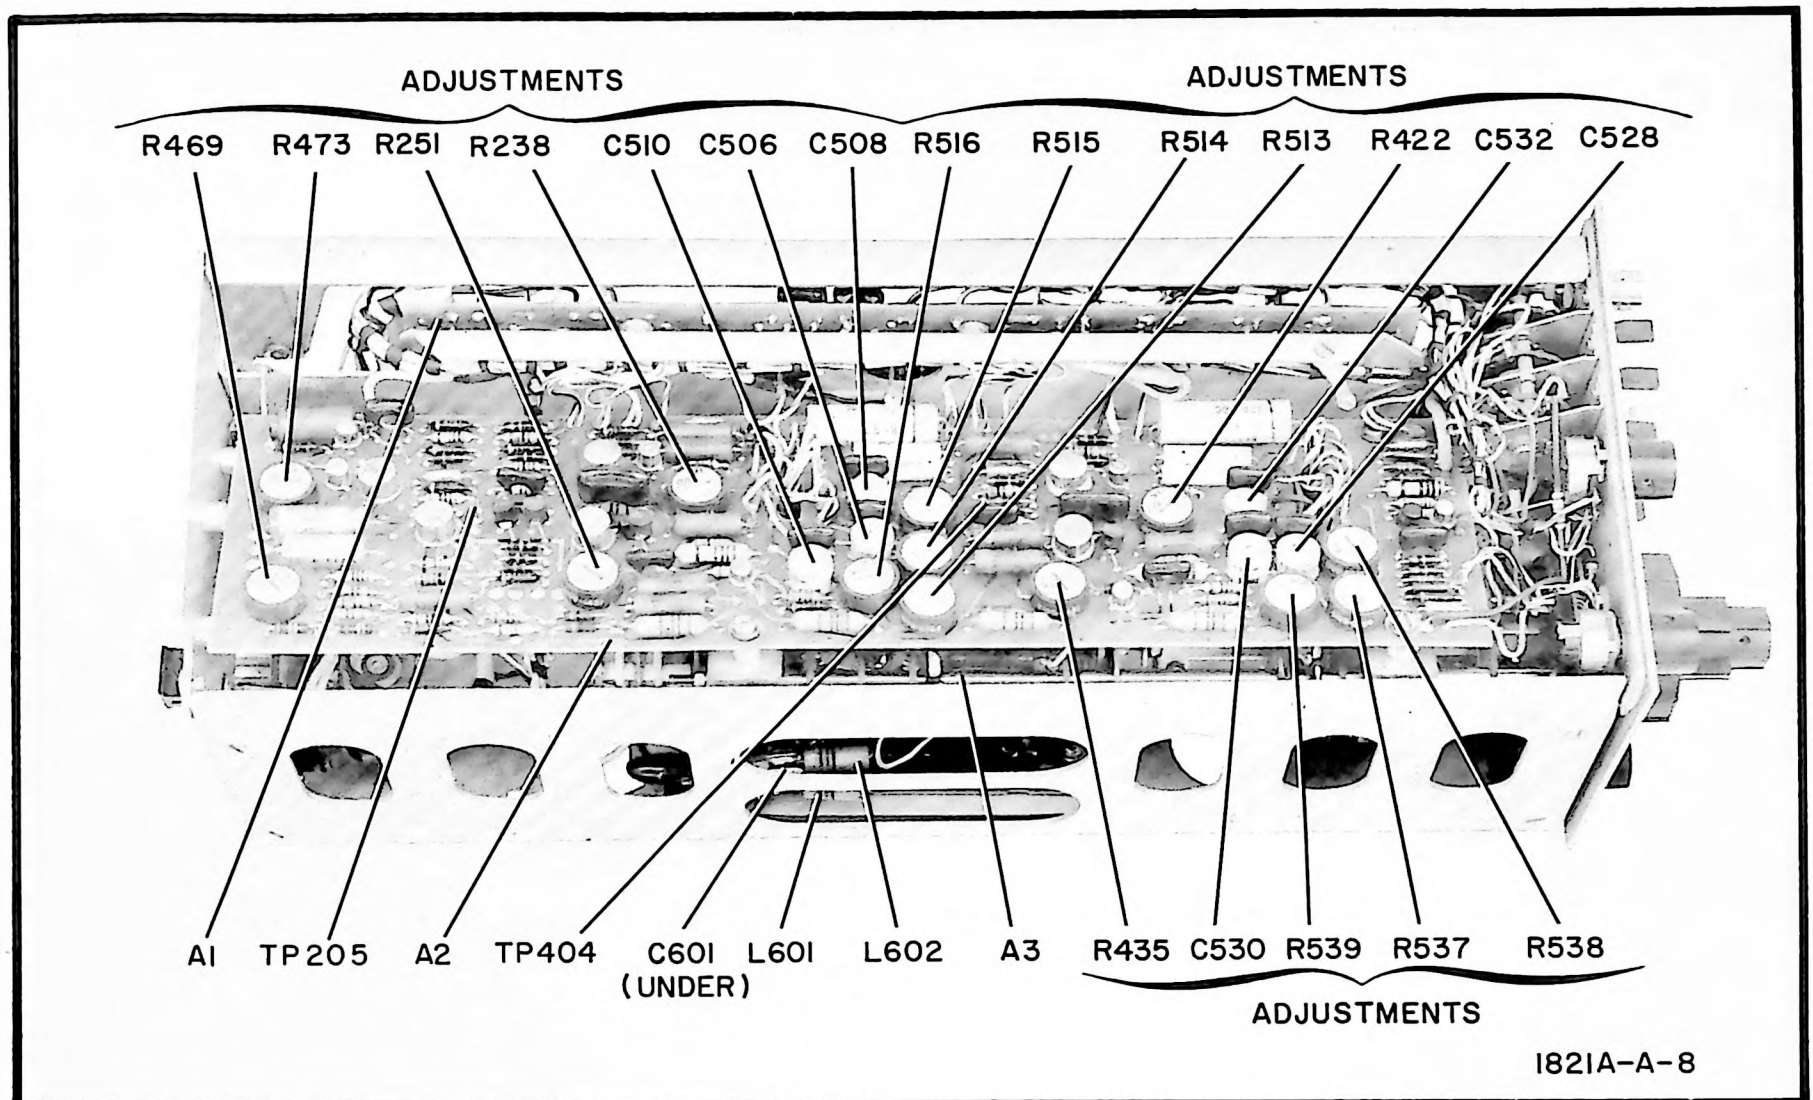 ADJUSTMENTS ADJUSTMENTS
R469 R473 R251 R238 C510 C506 C508 R516 R515 R514 R513 R422 C532 C528
A1 TP205 A2 TP404 C601 L601 L602 A3 R435 C530 R539 R537 R538
(UNDER)
ADJUSTMENTS
1821A-A-8